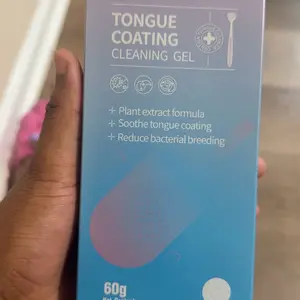 TONGUE
COATING
CLEANING GEL
Plant extract formula
Soothe tongue coating
Reduce bacterial breeding
60g